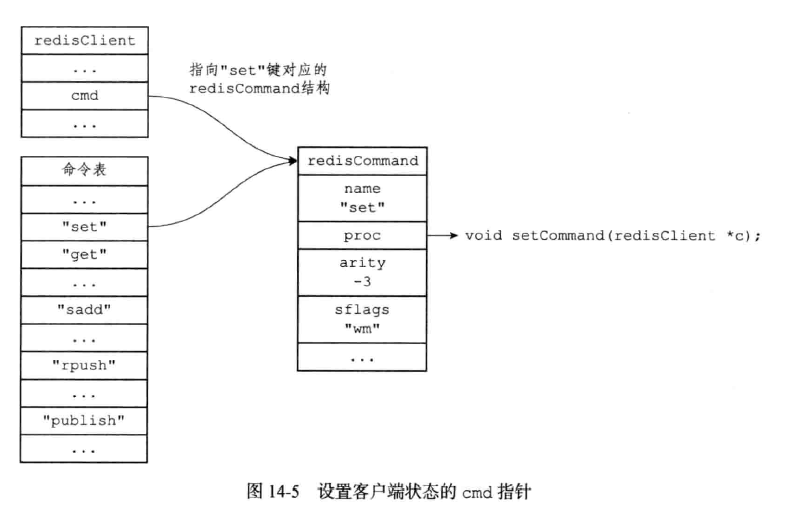 redisClient
...
cmd
...
指向"set"键对应的
redisCommand结构
命令表
...
"set"
"get"
...
"sadd"
...
"rpush"
...
"publish"
...
redisCommand
name
"set"
proc
void setCommand(redisClient *c);
arity
-3
sflags
"wm"
...
图 14-5 设置客户端状态的 cmd 指针